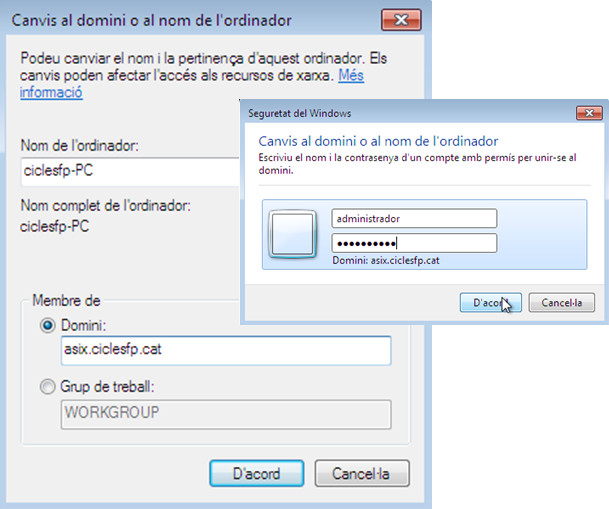 Canvis al domini o al nom de l'ordinador
Podeu canviar el nom i la pertinença d'aquest ordinador. Els
canvis poden afectar l'accés als recursos de xarxa. Més
informació
Nom de l'ordinador:
ciclesfp-PC
Nom complet de l'ordinador:
ciclesfp-PC
Membre de
Domini:
asix.ciclesfp.cat
Grup de treball:
WORKGROUP
D'acord
Cancel·la
Seguretat del Windows
Canvis al domini o al nom de l'ordinador
Escriviu el nom i la contrasenya d'un compte amb permís per unir-se al
domini.
administrador
●●●●●●●●●●
Domini: asix.ciclesfp.cat
D'acord
Cancel·la